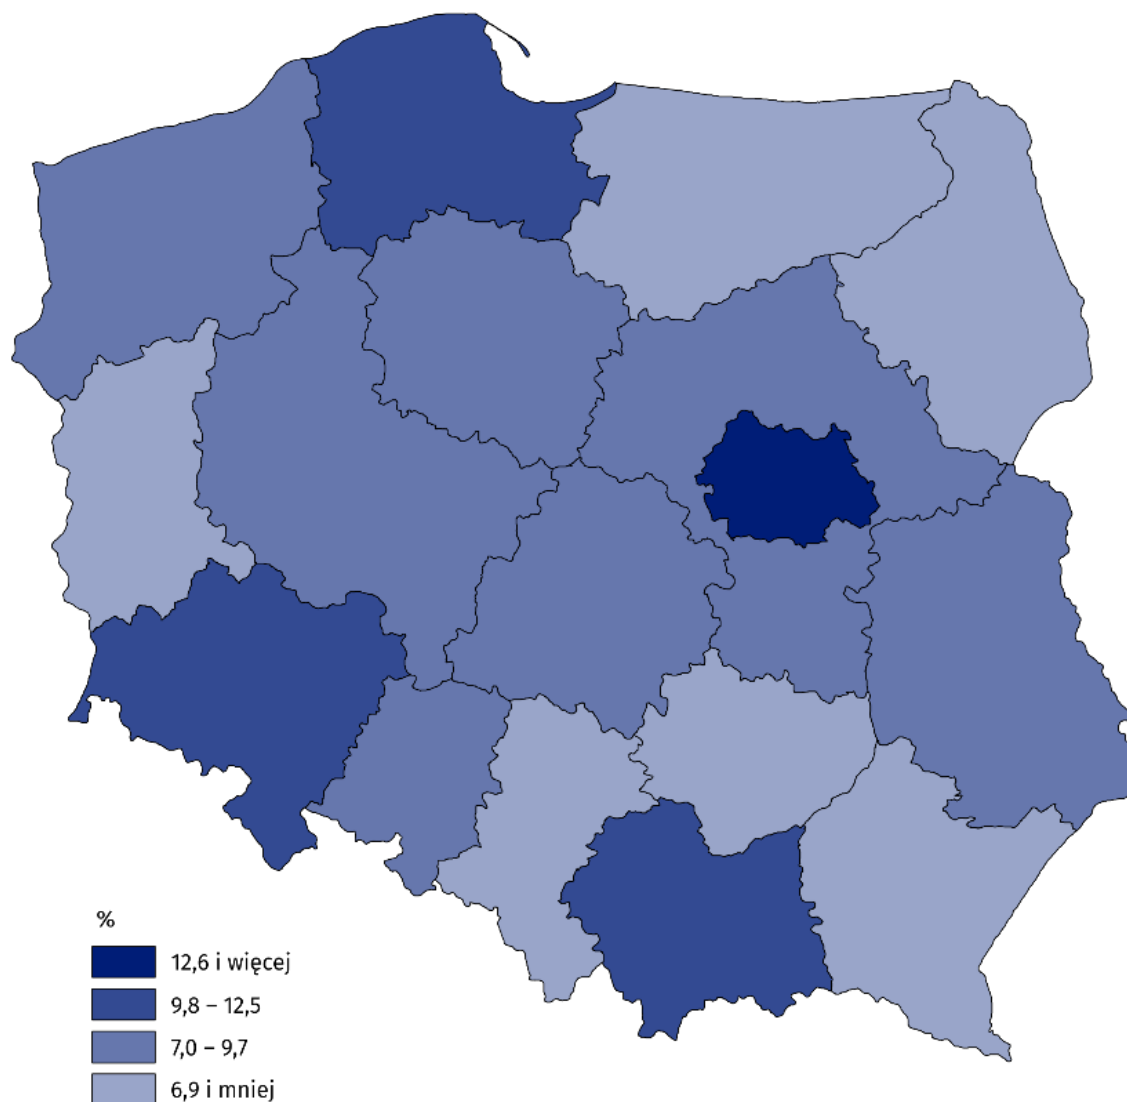 %
12,6 i więcej
9,8 – 12,5
7,0 – 9,7
6,9 i mniej